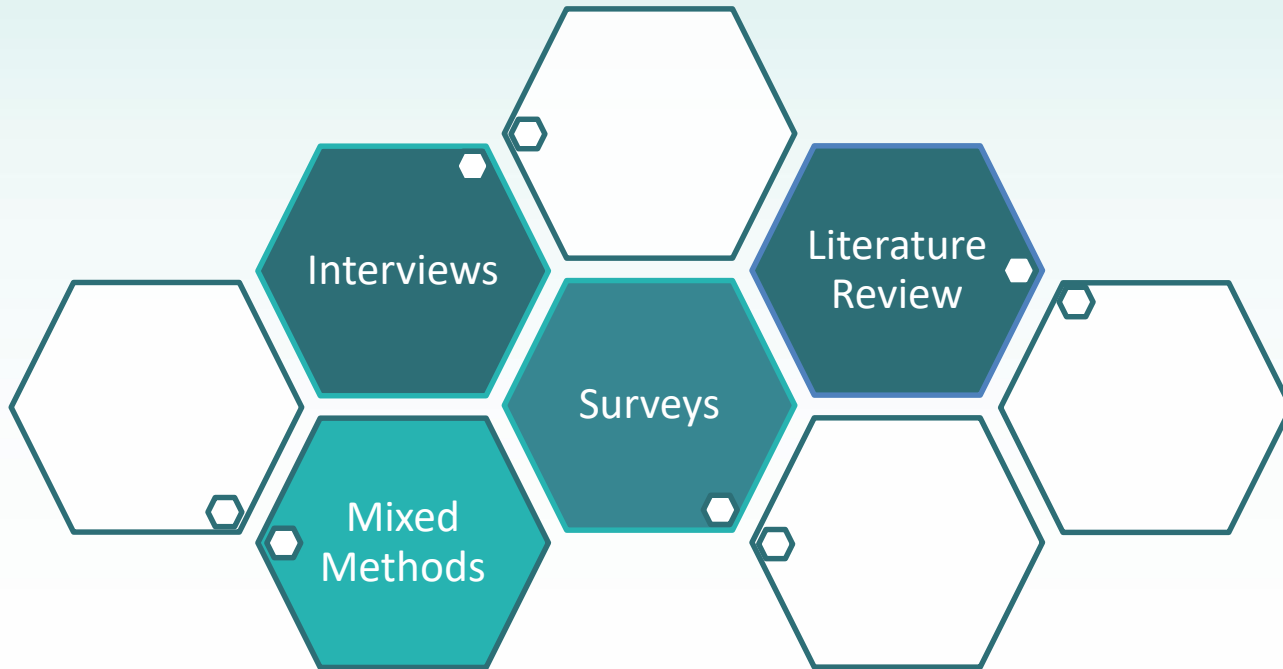 Interviews
Literature
Review
Surveys
Mixed
Methods